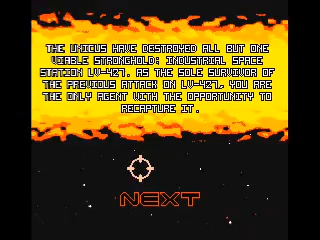 THE UNICUS HAVE DESTROYED ALL BUT ONE
VIABLE STRONGHOLD: INDUSTRIAL SPACE
STATION LV-427. AS THE SOLE SURVIVOR OF
THE PREVIOUS ATTACK ON LV-427, YOU ARE
THE ONLY AGENT WITH THE OPPORTUNITY TO
RECAPTURE IT.
NEXT